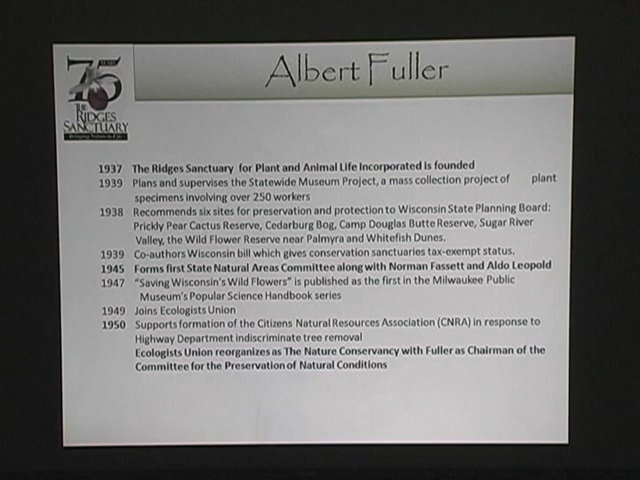 75 YEARS
Albert Fuller
THE
RIDGES
SANCTUARY
1937 The Ridges Sanctuary for Plant and Animal Life Incorporated is founded
1939 Plans and supervises the Statewide Museum Project, a mass collection project of plant
specimens involving over 250 workers
1938 Recommends six sites for preservation and protection to Wisconsin State Planning Board:
Prickly Pear Cactus Reserve, Cedarburg Bog, Camp Douglas Butte Reserve, Sugar River
Valley, the Wild Flower Reserve near Palmyra and Whitefish Dunes.
1939 Co-authors Wisconsin bill which gives conservation sanctuaries tax-exempt status.
1945 Forms first State Natural Areas Committee along with Norman Fassett and Aldo Leopold
1947 "Saving Wisconsin's Wild Flowers" is published as the first in the Milwaukee Public
Museum's Popular Science Handbook series
1949 Joins Ecologists Union
1950 Supports formation of the Citizens Natural Resources Association (CNRA) in response to
Highway Department indiscriminate tree removal
Ecologists Union reorganizes as The Nature Conservancy with Fuller as Chairman of the
Committee for the Preservation of Natural Conditions